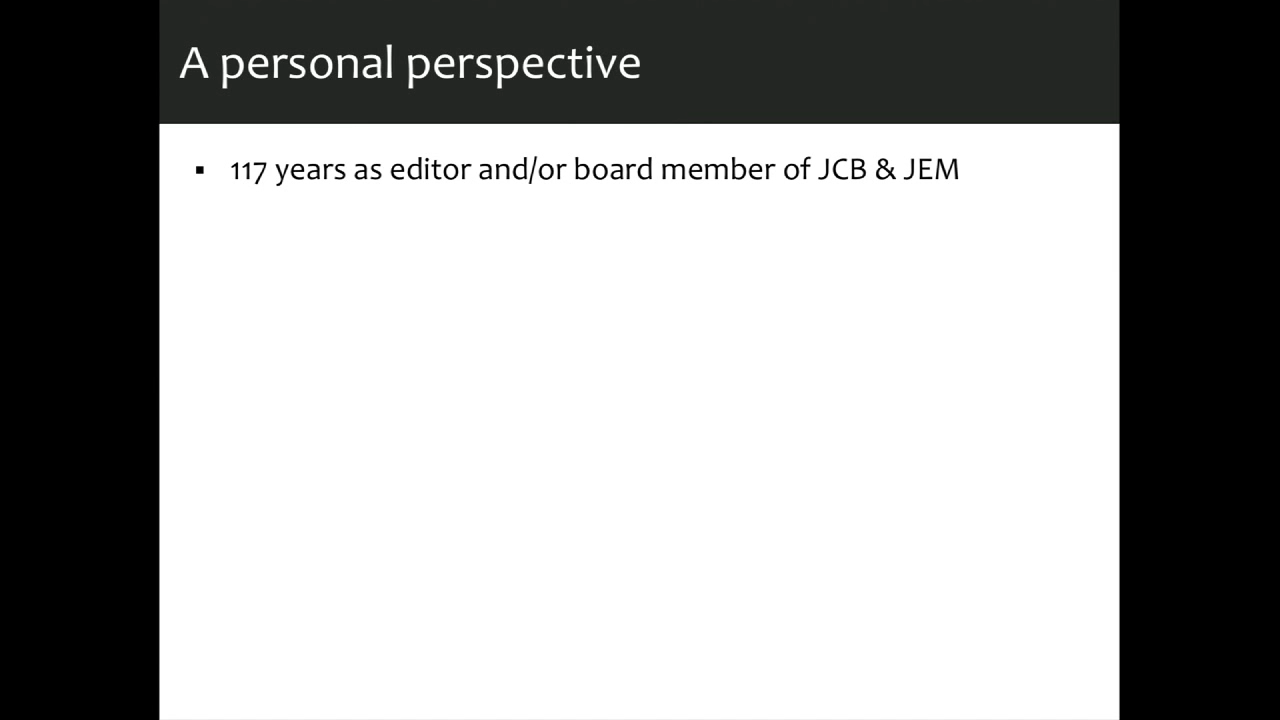 A personal perspective
▪ 117 years as editor and/or board member of JCB & JEM